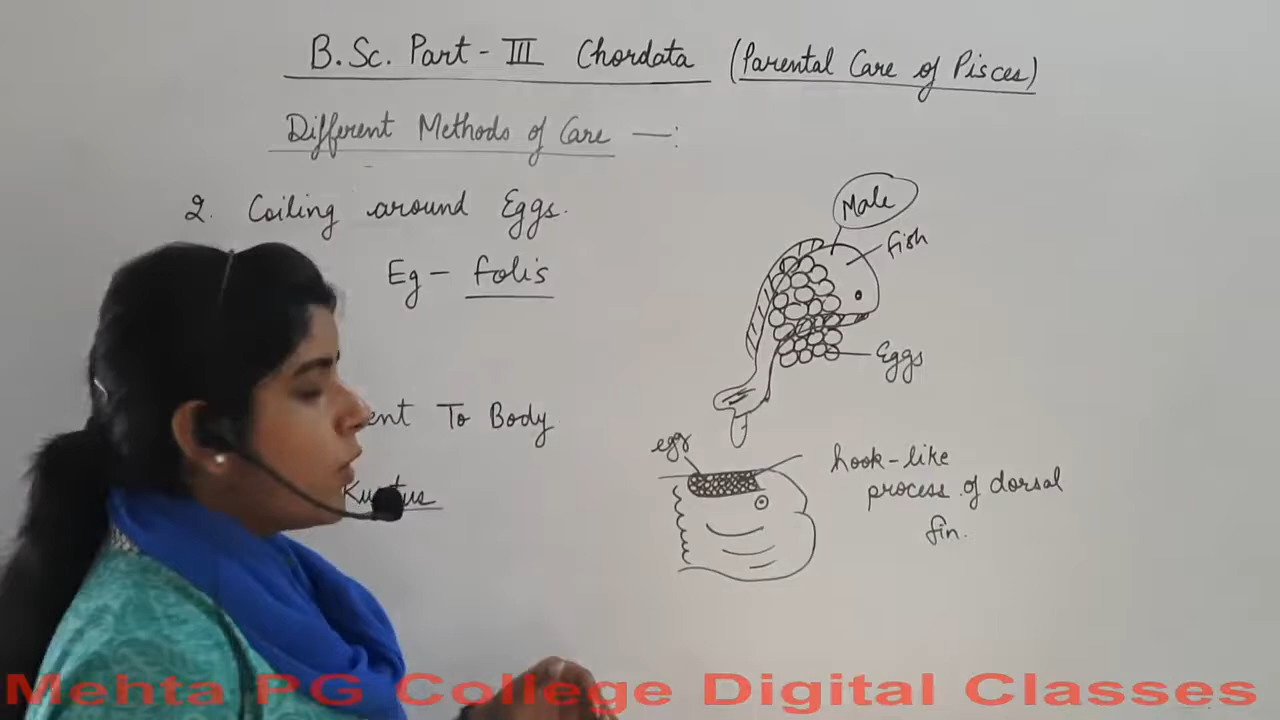 B.Sc. Part - III Chordata (Parental Care of Pisces)
Different Methods of Care —:
2. Coiling around Eggs.
Eg - folis
Male
fish
Eggs
ent To Body
egg
hook-like
process of dorsal
fin.
Mehta PG College Digital Classes